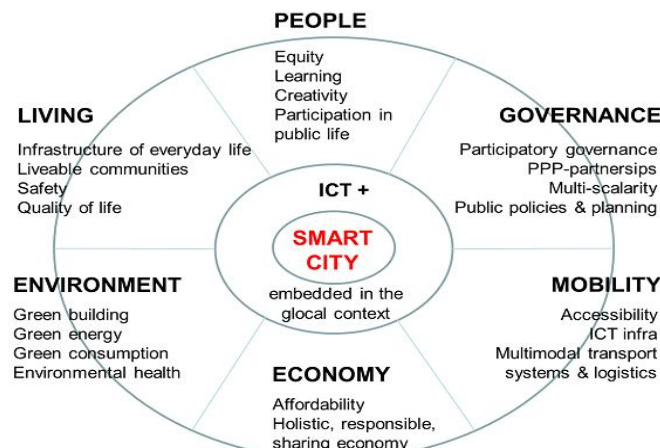 PEOPLE
Equity
Learning
Creativity
Participation in
public life
LIVING
Infrastructure of everyday life
Liveable communities
Safety
Quality of life
GOVERNANCE
Participatory governance
PPP-partnersips
Multi-scalarity
Public policies & planning
ICT +
SMART
CITY
embedded in the
glocal context
ENVIRONMENT
Green building
Green energy
Green consumption
Environmental health
MOBILITY
Accessibility
ICT infra
Multimodal transport
systems & logistics
ECONOMY
Affordability
Holistic, responsible,
sharing economy